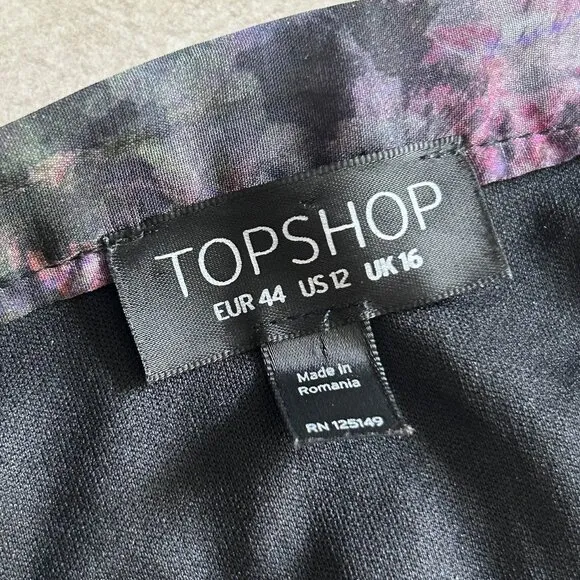 TOPSHOP
EUR 44 US 12 UK 16
Made in
Romania
RN 125149